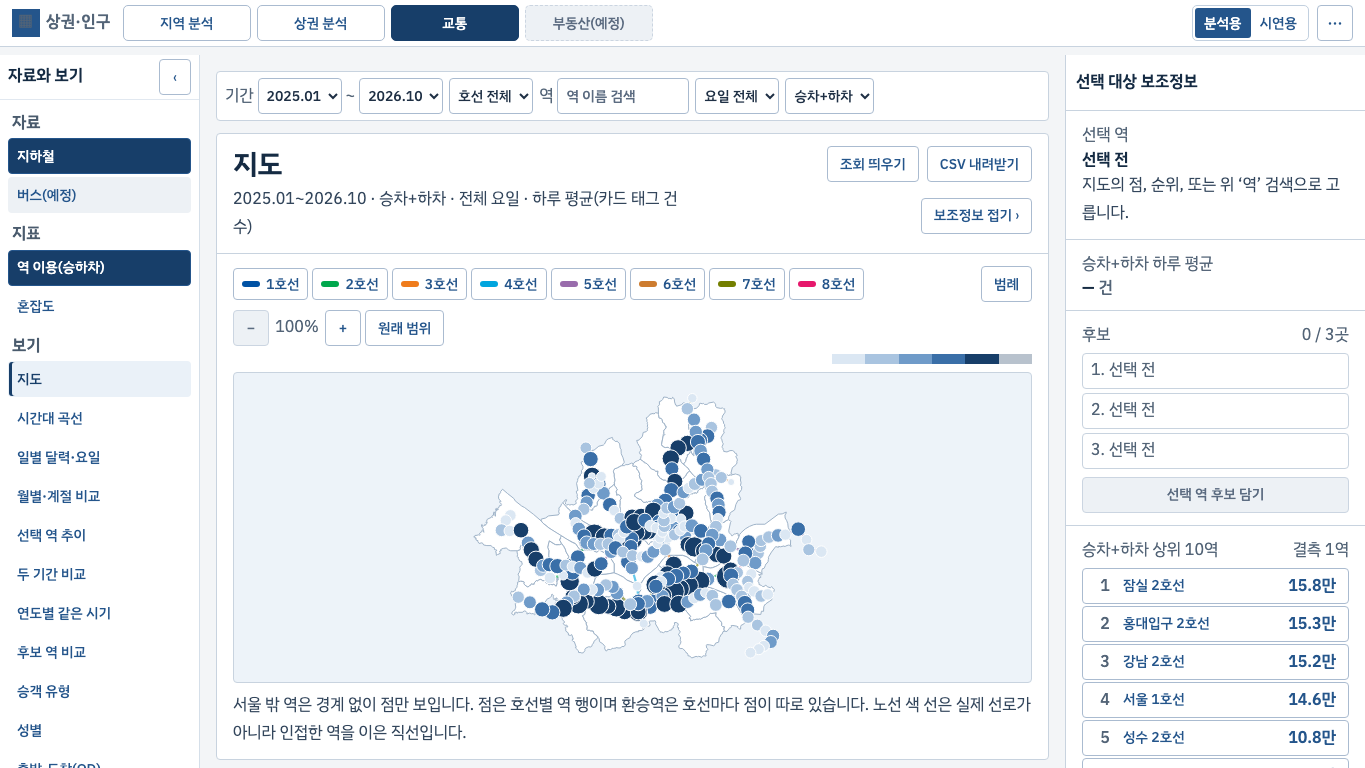 상권·인구
지역 분석
상권 분석
교통
부동산(예정)
분석용
시연용
···
자료와 보기
‹
자료
지하철
버스(예정)
지표
역 이용(승하차)
혼잡도
보기
지도
시간대 곡선
일별 달력·요일
월별·계절 비교
선택 역 추이
두 기간 비교
연도별 같은 시기
후보 역 비교
승객 유형
성별
기간 2025.01 ~ 2026.10 호선 전체 역 역 이름 검색 요일 전체 승차+하차
지도
조회 띄우기
CSV 내려받기
2025.01~2026.10 · 승차+하차 · 전체 요일 · 하루 평균(카드 태그 건
수)
보조정보 접기 ›
1호선
2호선
3호선
4호선
5호선
6호선
7호선
8호선
범례
− 100% + 원래 범위
서울 밖 역은 경계 없이 점만 보입니다. 점은 호선별 역 행이며 환승역은 호선마다 점이 따로 있습니다. 노선 색 선은 실제 선로가
아니라 인접한 역을 이은 직선입니다.
선택 대상 보조정보
선택 역
선택 전
지도의 점, 순위, 또는 위 ‘역’ 검색으로 고
릅니다.
승차+하차 하루 평균
— 건
후보 0 / 3곳
1. 선택 전
2. 선택 전
3. 선택 전
선택 역 후보 담기
승차+하차 상위 10역 결측 1역
1 잠실 2호선 15.8만
2 홍대입구 2호선 15.3만
3 강남 2호선 15.2만
4 서울 1호선 14.6만
5 성수 2호선 10.8만